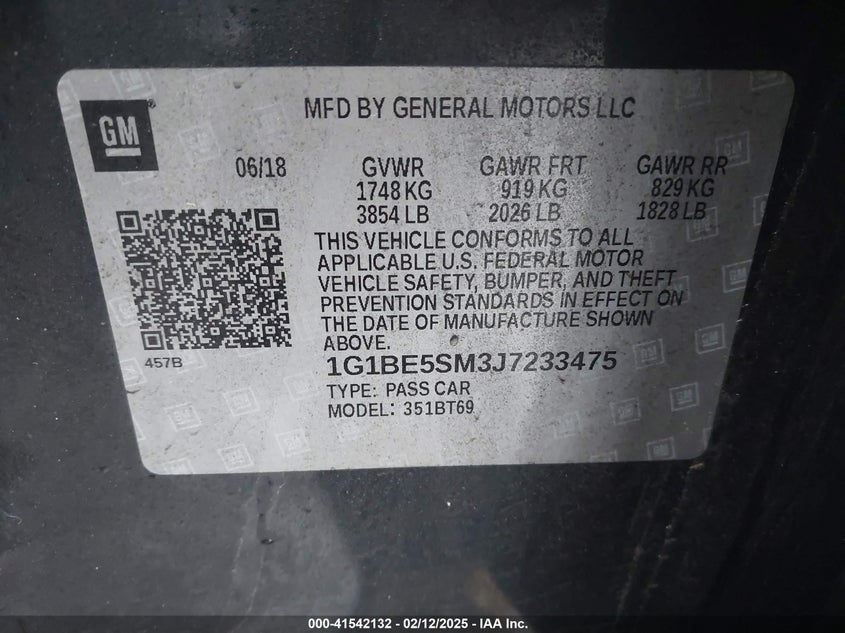 GM
MFD BY GENERAL MOTORS LLC
06/18 GVWR GAWR FRT GAWR RR
1748 KG 919 KG 829 KG
3854 LB 2026 LB 1828 LB
THIS VEHICLE CONFORMS TO ALL
APPLICABLE U.S. FEDERAL MOTOR
VEHICLE SAFETY, BUMPER, AND THEFT
PREVENTION STANDARDS IN EFFECT ON
THE DATE OF MANUFACTURE SHOWN
ABOVE.
457B
1G1BE5SM3J7233475
TYPE: PASS CAR
MODEL: 351BT69
000-41542132 - 02/12/2025 - IAA Inc.